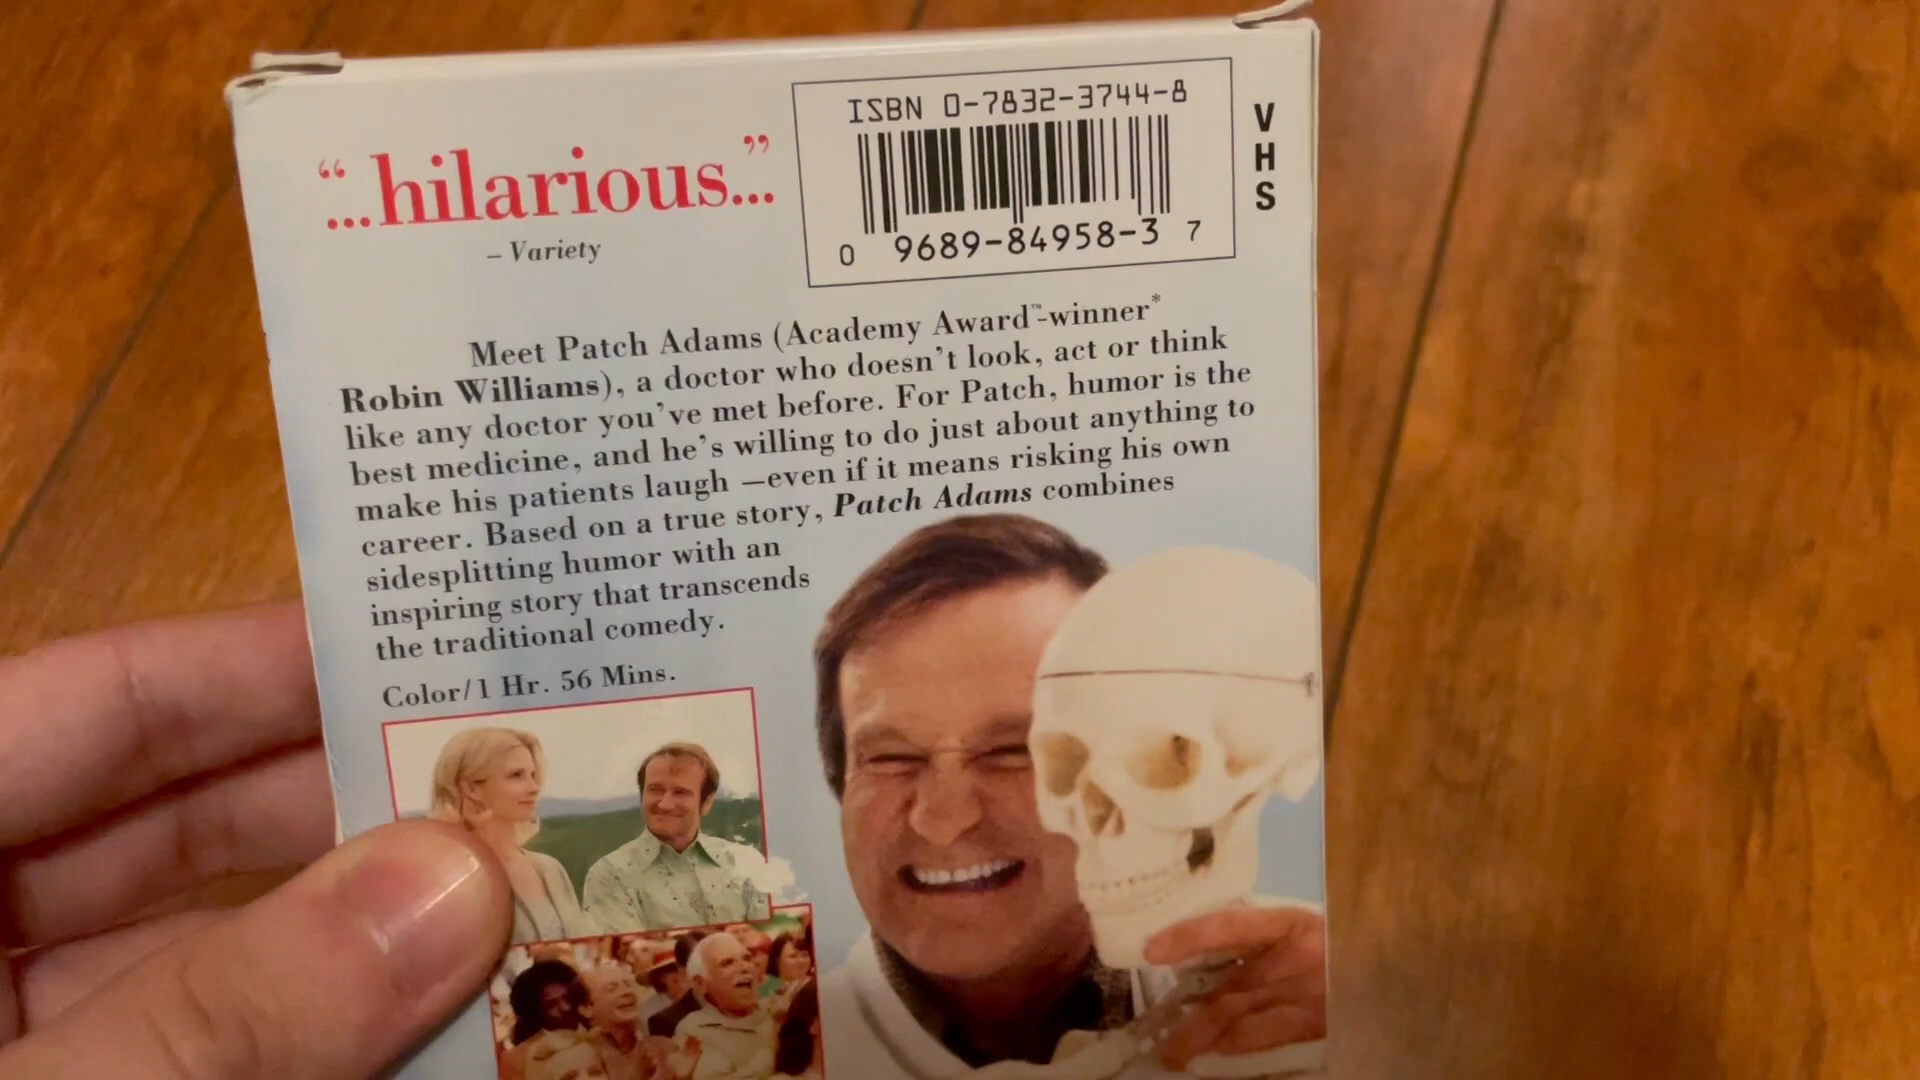 “...hilarious...”
– Variety
ISBN 0-7832-3744-8
0 9689-84958-3 7
VHS
Meet Patch Adams (Academy Award™-winner*
Robin Williams), a doctor who doesn't look, act or think
like any doctor you've met before. For Patch, humor is the
best medicine, and he's willing to do just about anything to
make his patients laugh —even if it means risking his own
career. Based on a true story, Patch Adams combines
sidesplitting humor with an
inspiring story that transcends
the traditional comedy.
Color/1 Hr. 56 Mins.